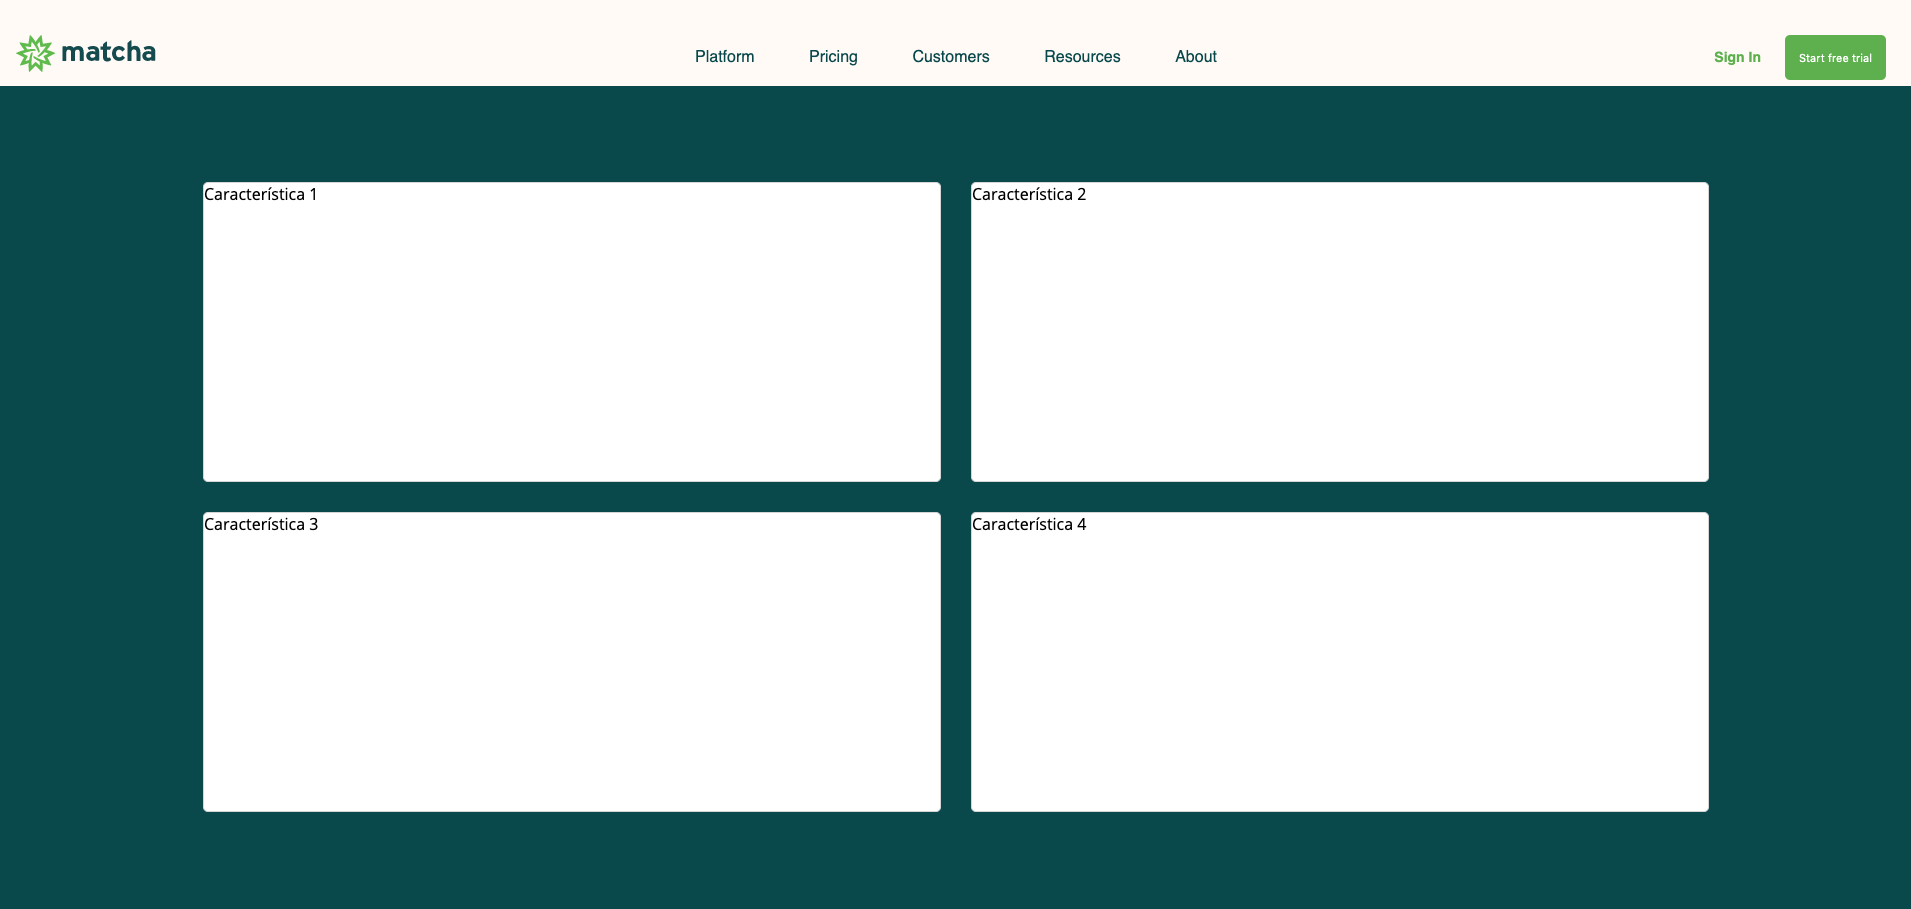 matcha
Platform
Pricing
Customers
Resources
About
Sign In
Start free trial
Característica 1
Característica 2
Característica 3
Característica 4